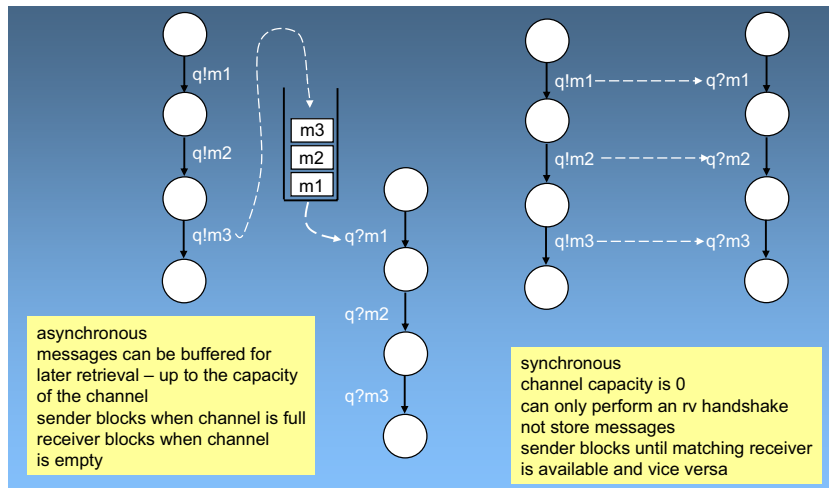 q!m1
q!m2
q!m3
m3
m2
m1
q?m1
q?m2
q?m3
asynchronous
messages can be buffered for
later retrieval – up to the capacity
of the channel
sender blocks when channel is full
receiver blocks when channel
is empty
q!m1
q?m1
q!m2
q?m2
q!m3
q?m3
synchronous
channel capacity is 0
can only perform an rv handshake
not store messages
sender blocks until matching receiver
is available and vice versa